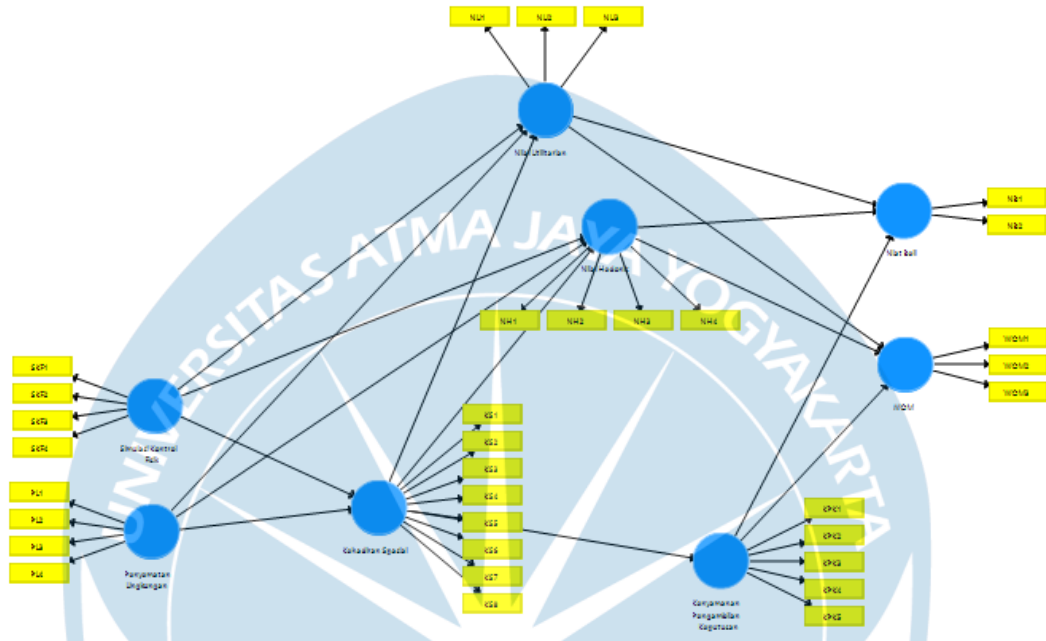 NU1
NU2
NU3
Nilai Utilitarian
UNIVERSITAS ATMA JAYA YOGYAKARTA
NB1
NB2
Niat Beli
Nilai Hedonis
NH1
NH2
NH3
NH4
WOM1
WOM2
WOM3
WOM
SKF1
SKF2
SKF3
SKF4
Simulasi Kontrol
Fisik
KS1
KS2
KS3
KS4
KS5
KS6
KS7
KS8
Kehadiran Spasial
PL1
PL2
PL3
PL4
Penyematan
Lingkungan
KPK1
KPK2
KPK3
KPK4
KPK5
Kenyamanan
Pengambilan
Keputusan